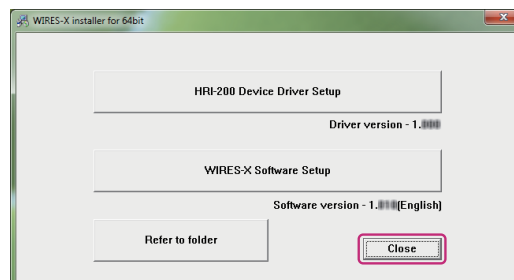 WIRES-X installer for 64bit
HRI-200 Device Driver Setup
Driver version - 1.
WIRES-X Software Setup
Software version - 1. (English)
Refer to folder
Close